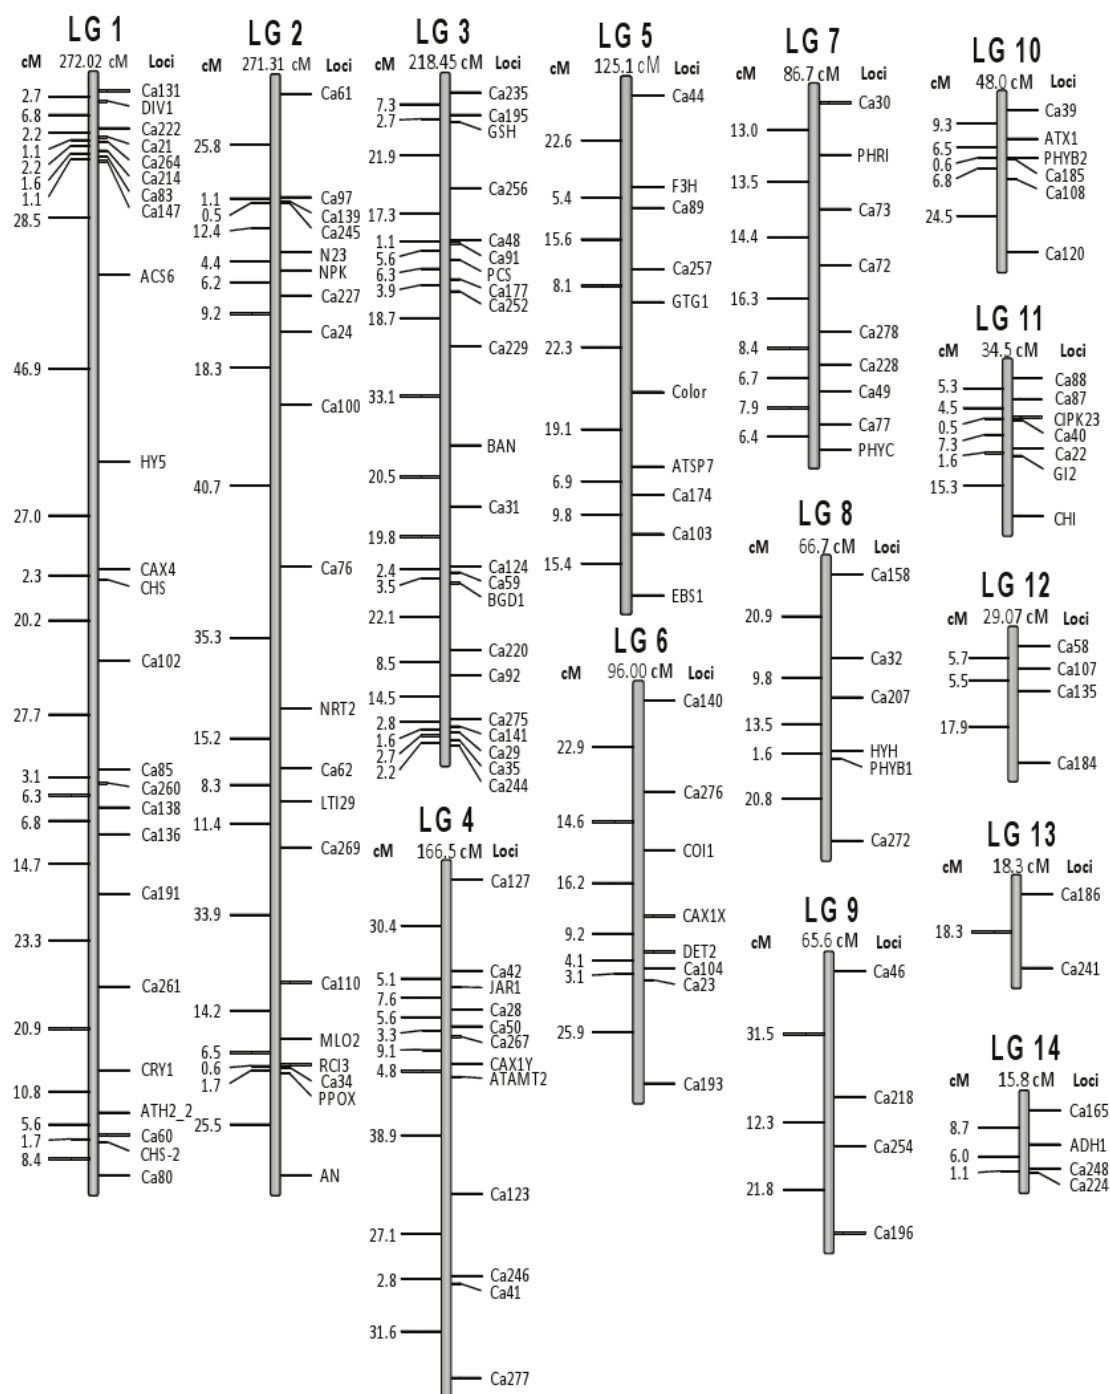 LG 1
cM 272.02 cM Loci
2.7
6.8
2.2
1.1
2.2
1.6
1.1
28.5
46.9
27.0
2.3
20.2
27.7
3.1
6.3
6.8
14.7
23.3
20.9
10.8
5.6
1.7
8.4
Ca131
DIV1
Ca222
Ca21
Ca264
Ca214
Ca83
Ca147
ACS6
HY5
CAX4
CHS
Ca102
Ca85
Ca260
Ca138
Ca136
Ca191
Ca261
CRY1
ATH2_2
Ca60
CHS-2
Ca80
LG 2
cM 271.31 Loci
25.8
1.1
0.5
12.4
4.4
6.2
9.2
18.3
40.7
35.3
15.2
8.3
11.4
33.9
14.2
6.5
0.6
1.7
25.5
Ca61
Ca97
Ca139
Ca245
N23
NPK
Ca227
Ca24
Ca100
Ca76
NRT2
Ca62
LTI29
Ca269
Ca110
MLO2
RCI3
Ca34
PPOX
AN
LG 3
cM 218.45 cM Loci
7.3
2.7
21.9
17.3
1.1
5.6
6.3
3.9
18.7
33.1
20.5
19.8
2.4
3.5
22.1
8.5
14.5
2.8
1.6
2.7
2.2
Ca235
Ca195
GSH
Ca256
Ca48
Ca91
PCS
Ca177
Ca252
Ca229
BAN
Ca31
Ca124
Ca59
BGD1
Ca220
Ca92
Ca275
Ca141
Ca29
Ca35
Ca244
LG 4
cM 166.5 cM Loci
30.4
5.1
7.6
5.6
3.3
9.1
4.8
38.9
27.1
2.8
31.6
Ca127
Ca42
JAR1
Ca28
Ca50
Ca267
CAX1Y
ATAMT2
Ca123
Ca246
Ca41
Ca277
LG 5
cM 125.1 cM Loci
22.6
5.4
15.6
8.1
22.3
19.1
6.9
9.8
15.4
Ca44
F3H
Ca89
Ca257
GTG1
Color
ATSP7
Ca174
Ca103
EBS1
LG 6
cM 96.00 cM Loci
22.9
14.6
16.2
9.2
4.1
3.1
25.9
Ca140
Ca276
COI1
CAX1X
DET2
Ca104
Ca23
Ca193
LG 7
cM 86.7 cM Loci
13.0
13.5
14.4
16.3
8.4
6.7
7.9
6.4
Ca30
PHRI
Ca73
Ca72
Ca278
Ca228
Ca49
Ca77
PHYC
LG 8
cM 66.7 cM Loci
20.9
9.8
13.5
1.6
20.8
Ca158
Ca32
Ca207
HYH
PHYB1
Ca272
LG 9
cM 65.6 cM Loci
31.5
12.3
21.8
Ca46
Ca218
Ca254
Ca196
LG 10
cM 48.0 cM Loci
9.3
6.5
0.6
6.8
24.5
Ca39
ATX1
PHYB2
Ca185
Ca108
Ca120
LG 11
cM 34.5 cM Loci
5.3
4.5
0.5
7.3
1.6
15.3
Ca88
Ca87
CIPK23
Ca40
Ca22
GI2
CHI
LG 12
cM 29.07 cM Loci
5.7
5.5
17.9
Ca58
Ca107
Ca135
Ca184
LG 13
cM 18.3 cM Loci
18.3
Ca186
Ca241
LG 14
cM 15.8 cM Loci
8.7
6.0
1.1
Ca165
ADH1
Ca248
Ca224